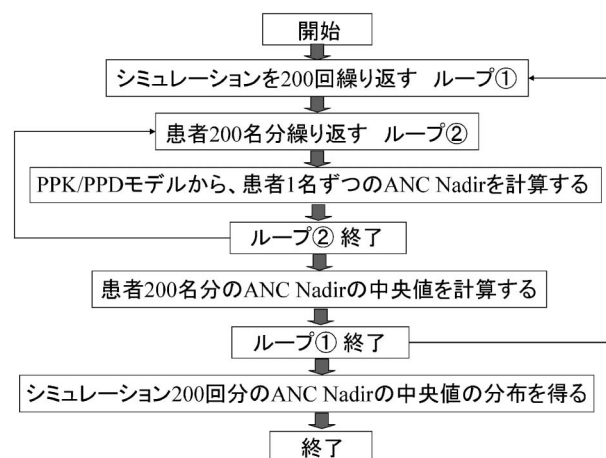 開始
シミュレーションを200回繰り返す ループ①
患者200名分繰り返す ループ②
PPK/PPDモデルから、患者1名ずつのANC Nadirを計算する
ループ② 終了
患者200名分のANC Nadirの中央値を計算する
ループ① 終了
シミュレーション200回分のANC Nadirの中央値の分布を得る
終了